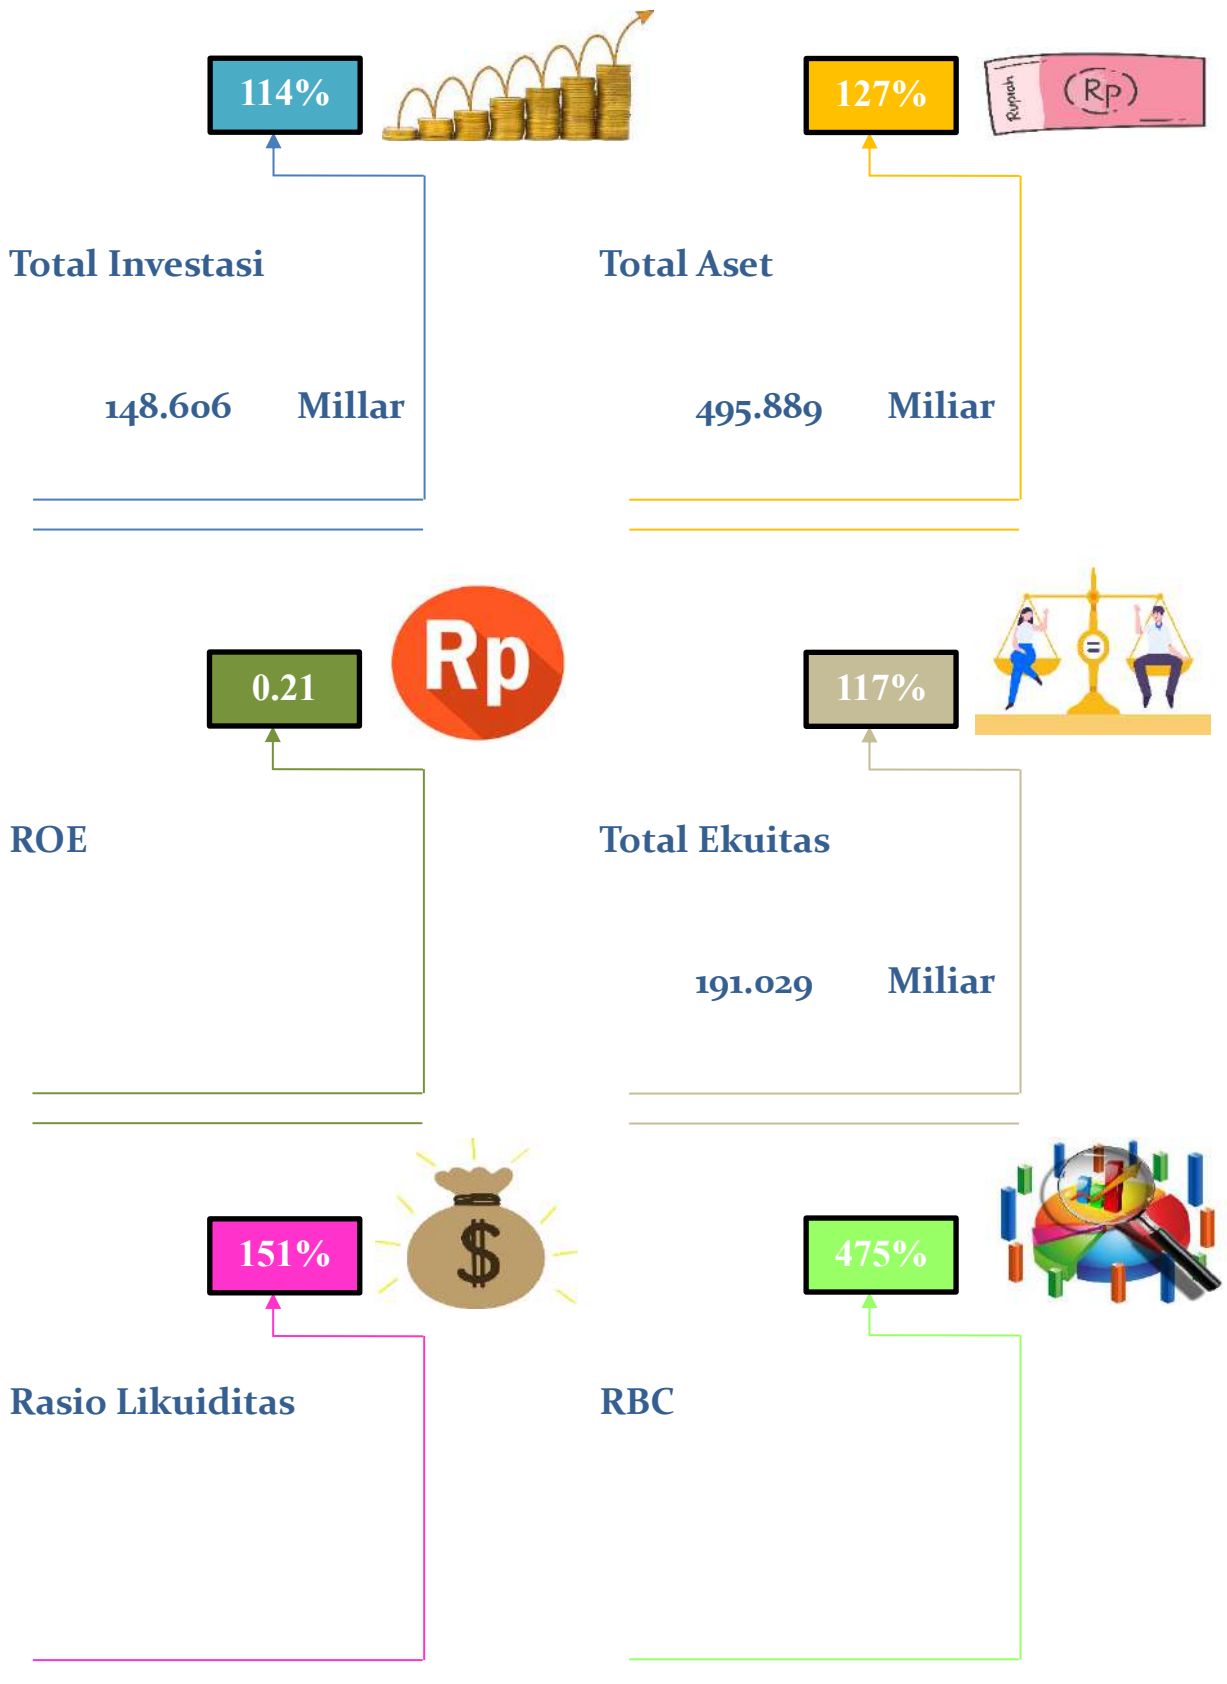 114%
127%
Rupiah
Rp
Total Investasi
Total Aset
148.606 Millar
495.889 Miliar
Rp
0.21
117%
ROE
Total Ekuitas
191.029 Miliar
$
151%
475%
Rasio Likuiditas
RBC